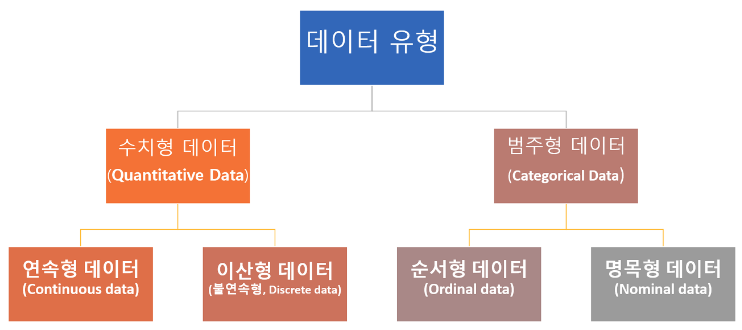 데이터 유형
수치형 데이터
(Quantitative Data)
범주형 데이터
(Categorical Data)
연속형 데이터
(Continuous data)
이산형 데이터
(불연속형, Discrete data)
순서형 데이터
(Ordinal data)
명목형 데이터
(Nominal data)